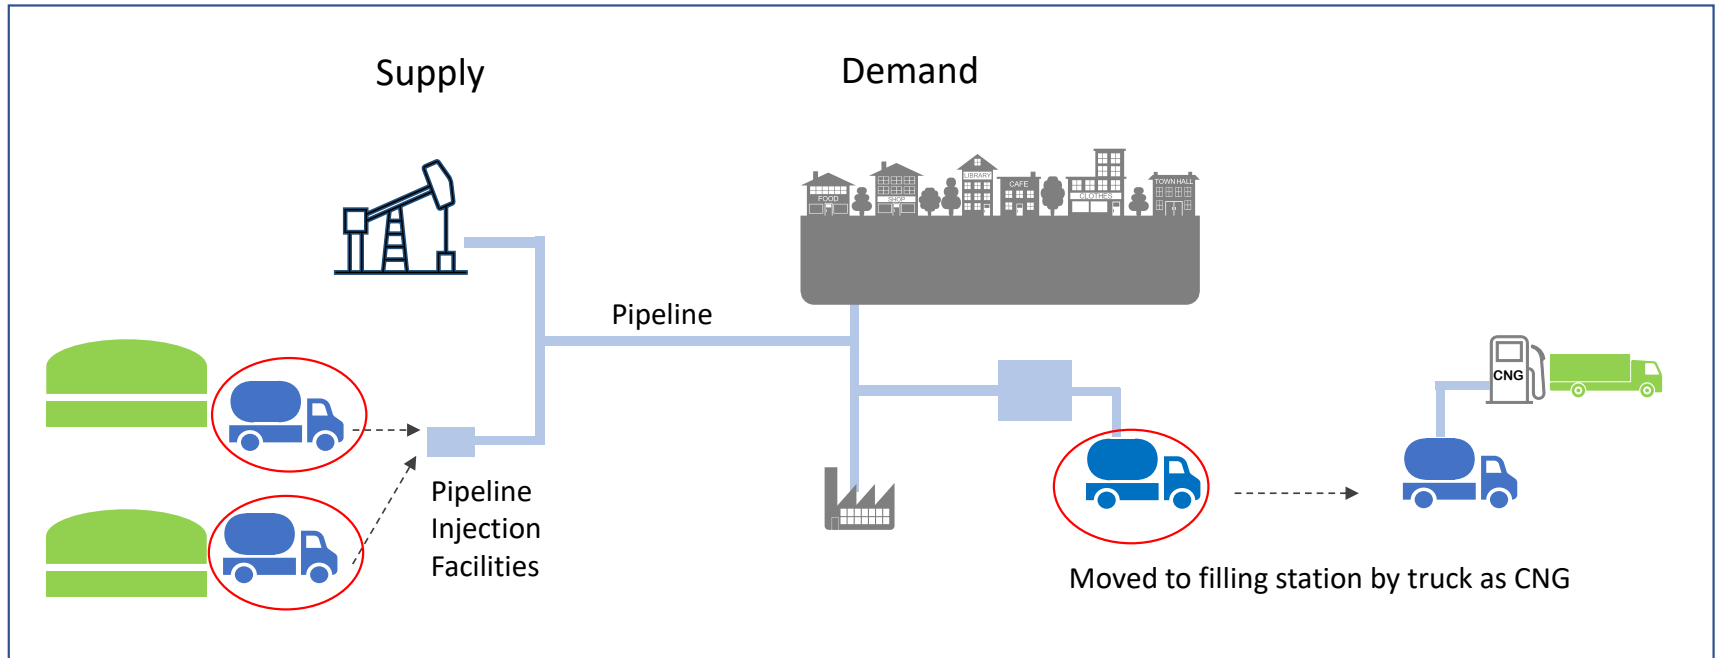 Supply
Demand
FOOD
SHOP
LIBRARY
CAFE
CLOTHES
TOWN HALL
Pipeline
CNG
Pipeline
Injection
Facilities
Moved to filling station by truck as CNG